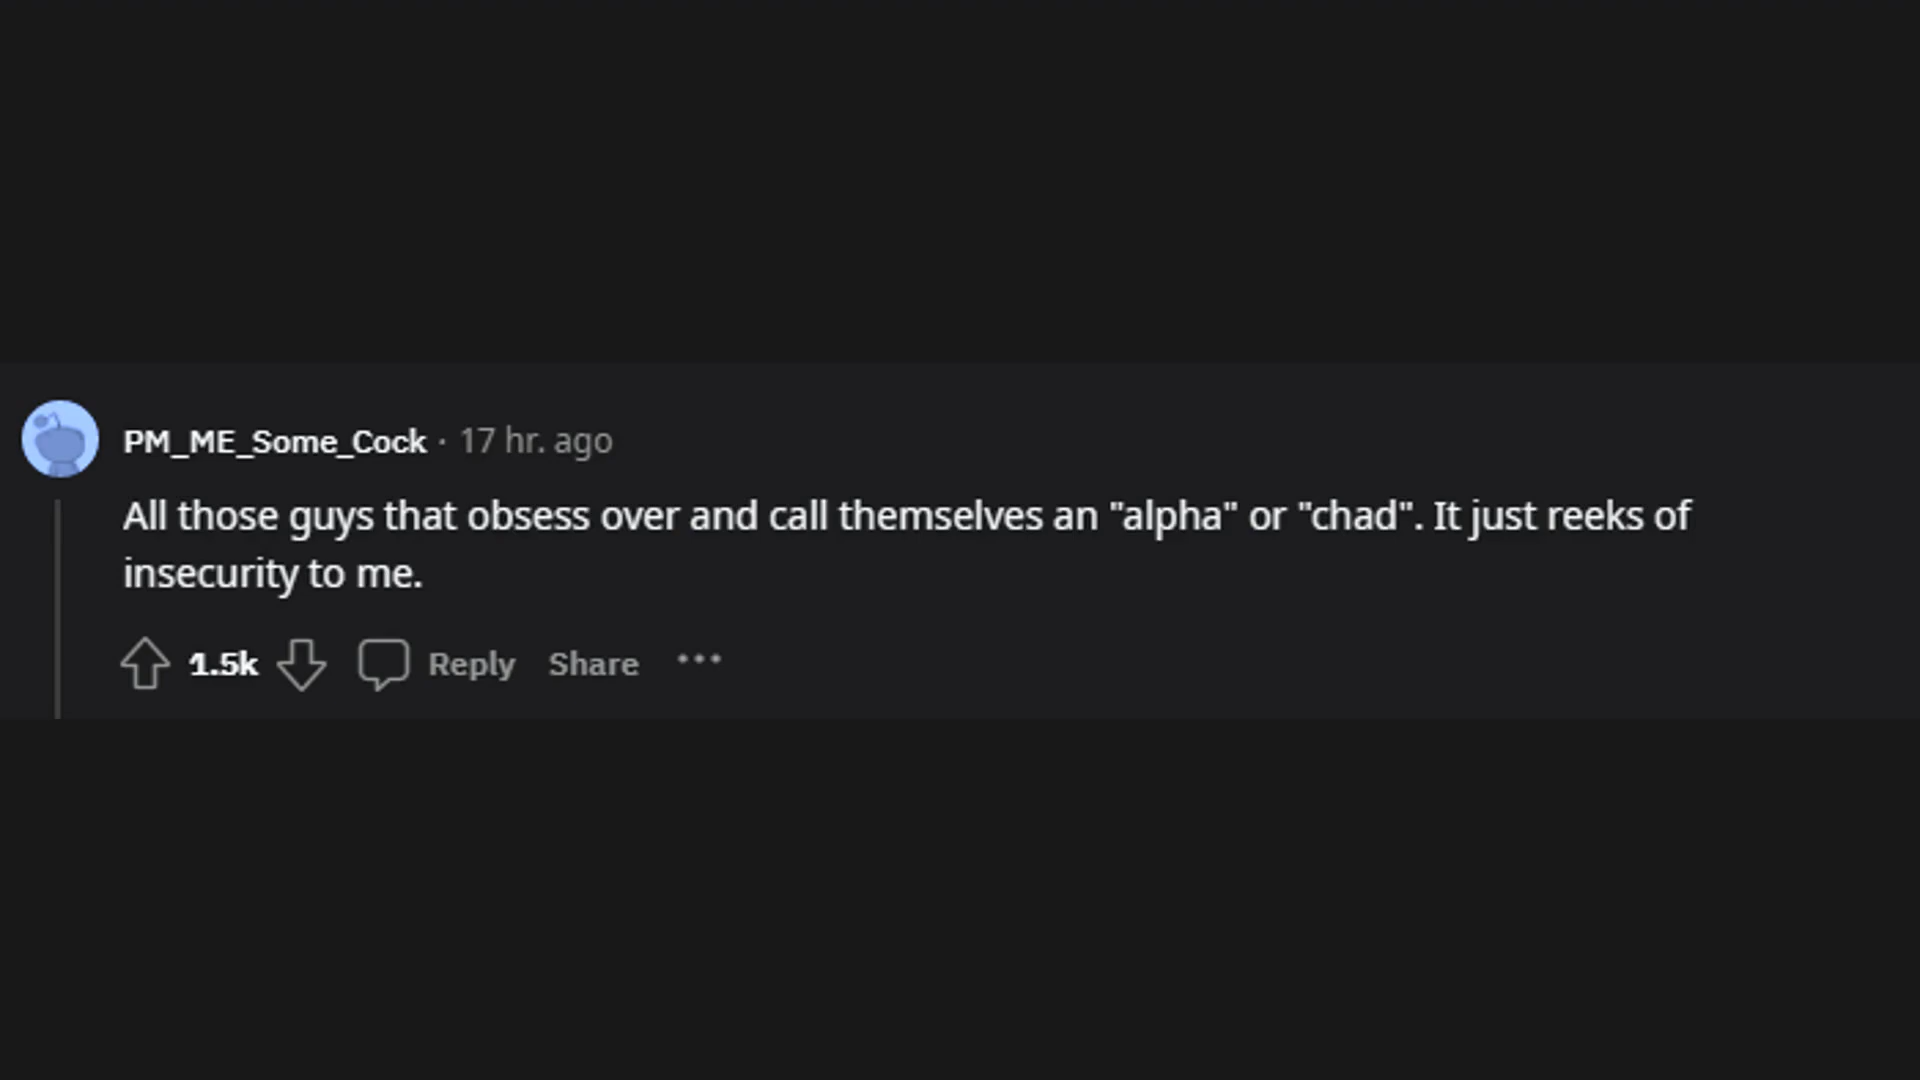 PM_ME_Some_Cock · 17 hr. ago
All those guys that obsess over and call themselves an "alpha" or "chad". It just reeks of
insecurity to me.
1.5k Reply Share ...